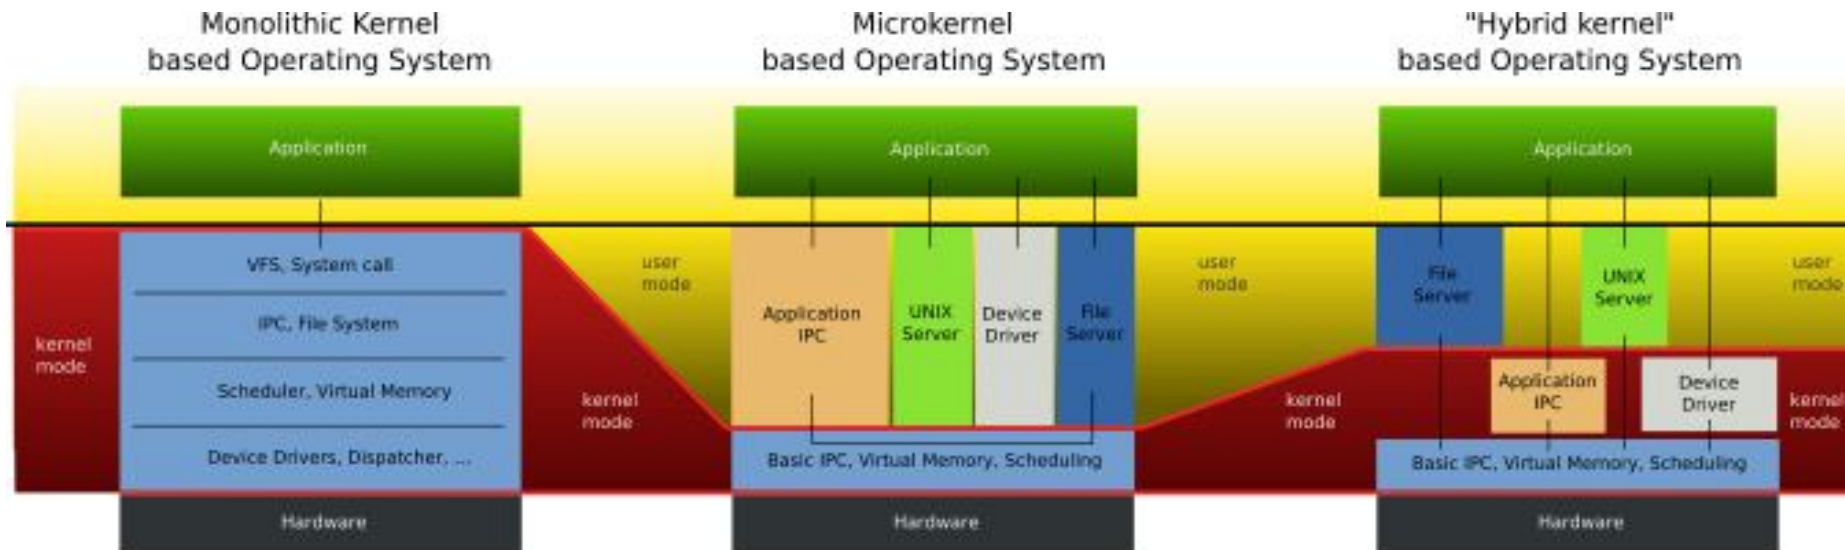 Monolithic Kernel
based Operating System
Application
VFS, System call
IPC, File System
Scheduler, Virtual Memory
Device Drivers, Dispatcher, ...
Hardware
kernel
mode
kernel
mode
user
mode
Microkernel
based Operating System
Application
Application
IPC
UNIX
Server
Device
Driver
File
Server
Basic IPC, Virtual Memory, Scheduling
Hardware
user
mode
kernel
mode
"Hybrid kernel"
based Operating System
Application
File
Server
UNIX
Server
Application
IPC
Device
Driver
Basic IPC, Virtual Memory, Scheduling
Hardware
user
mode
kernel
mode